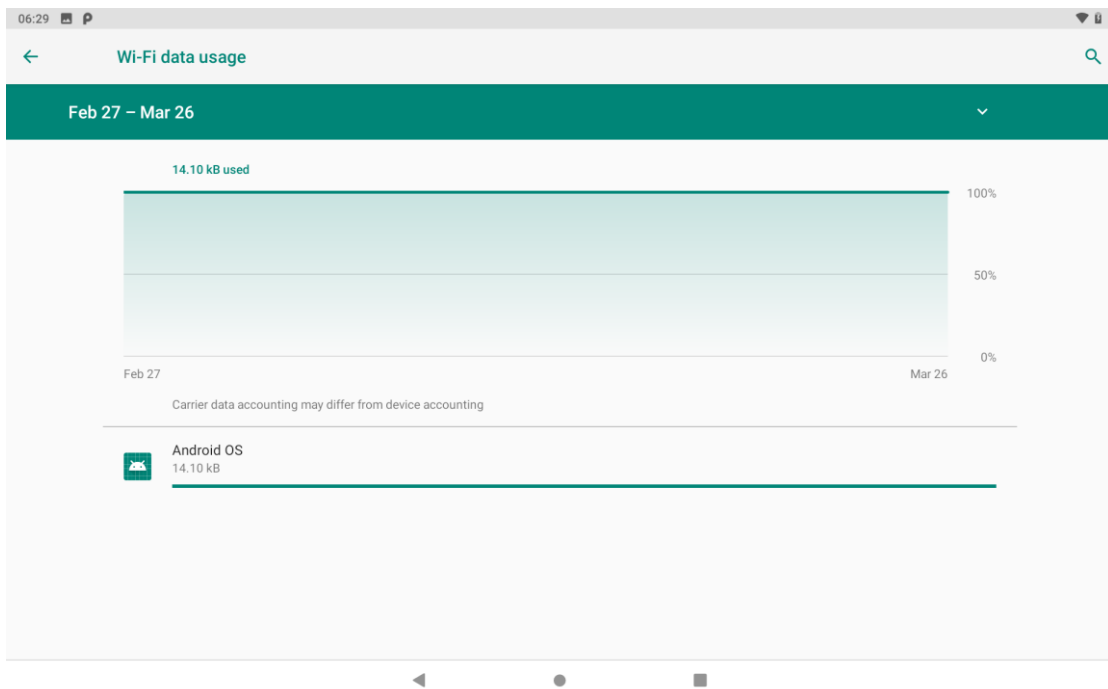 06:29
Wi-Fi data usage
Feb 27 – Mar 26
14.10 kB used
100%
50%
0%
Feb 27
Mar 26
Carrier data accounting may differ from device accounting
Android OS
14.10 kB